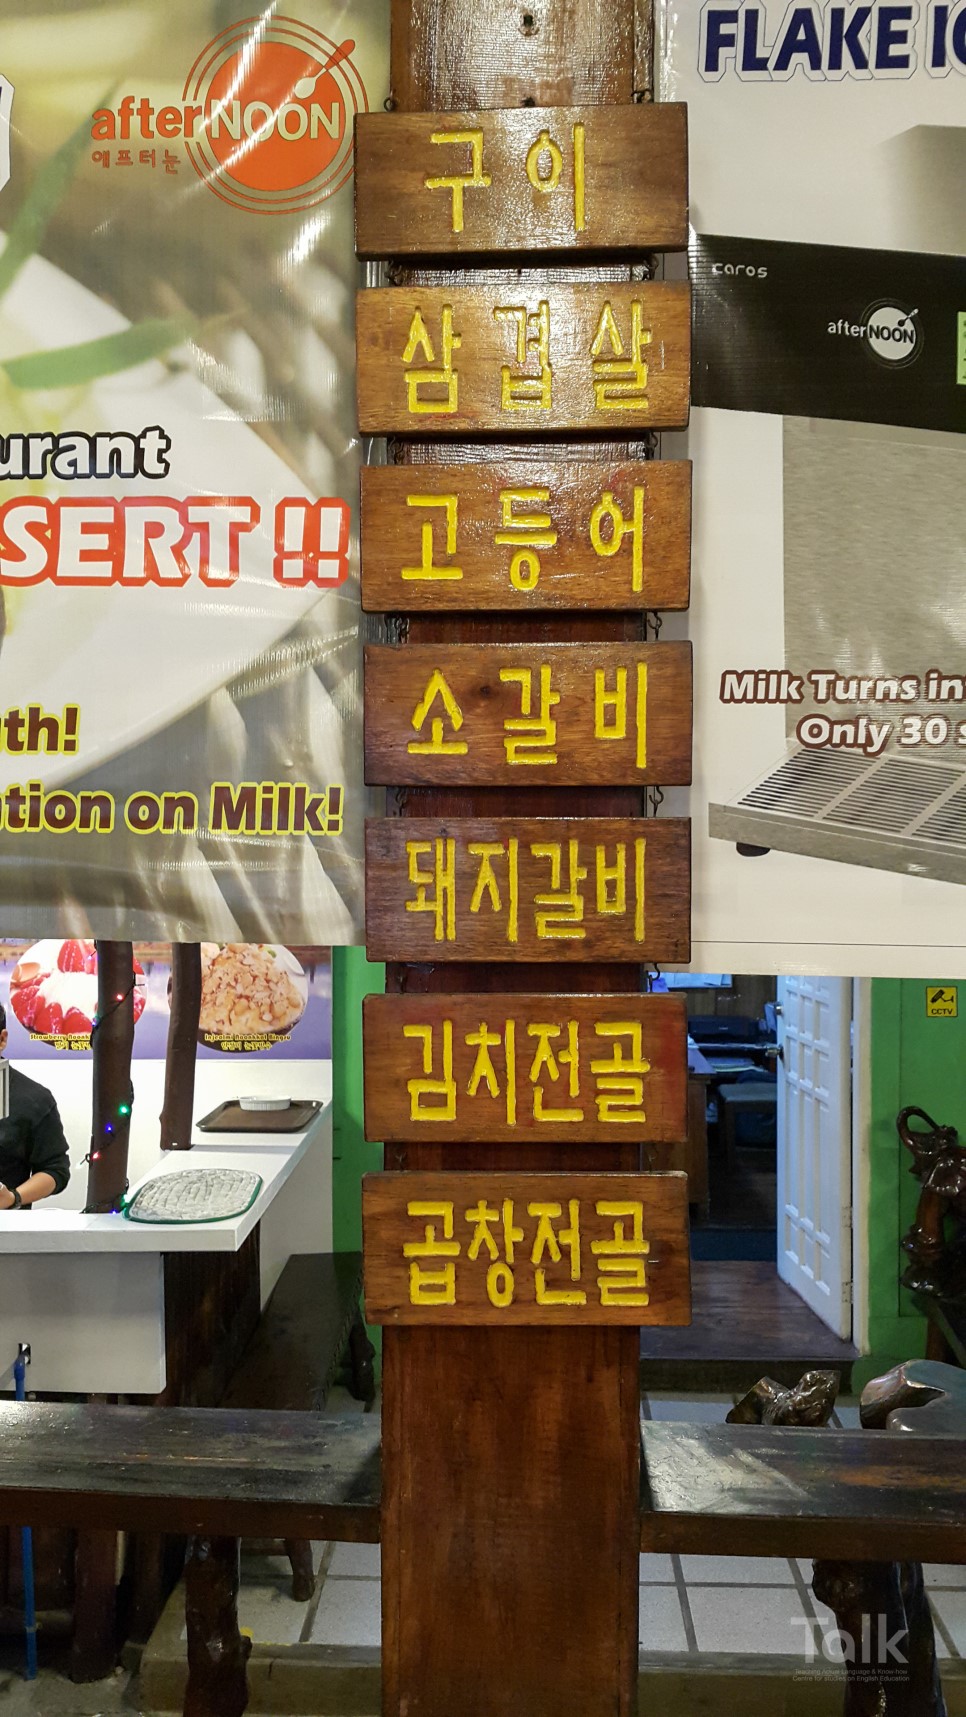 afterNOON
애프터눈
urant
SERT !!
uth!
ation on Milk!
구이
삼겹살
고등어
소갈비
돼지갈비
김치전골
곱창전골
FLAKE IC
caros
afterNOON
Milk Turns in
Only 30 s
CCTV
Talk